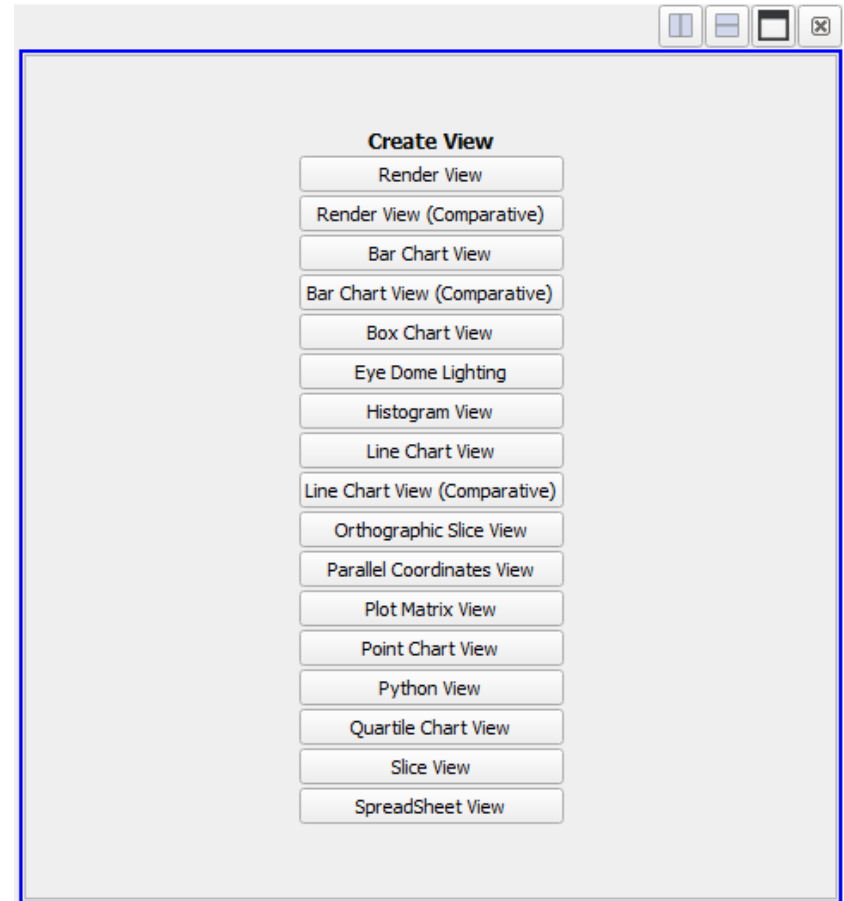 Create View
Render View
Render View (Comparative)
Bar Chart View
Bar Chart View (Comparative)
Box Chart View
Eye Dome Lighting
Histogram View
Line Chart View
Line Chart View (Comparative)
Orthographic Slice View
Parallel Coordinates View
Plot Matrix View
Point Chart View
Python View
Quartile Chart View
Slice View
SpreadSheet View